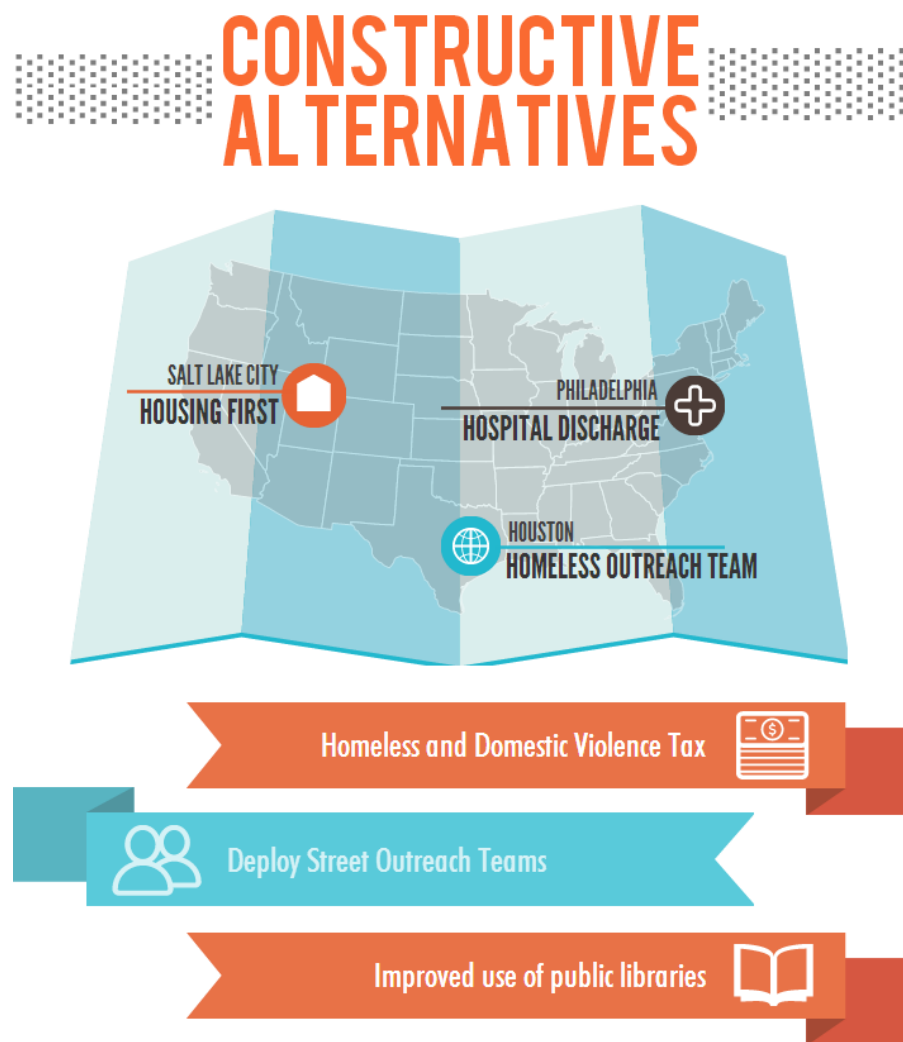 CONSTRUCTIVE
ALTERNATIVES
SALT LAKE CITY
HOUSING FIRST
PHILADELPHIA
HOSPITAL DISCHARGE
HOUSTON
HOMELESS OUTREACH TEAM
Homeless and Domestic Violence Tax
$
Deploy Street Outreach Teams
Improved use of public libraries